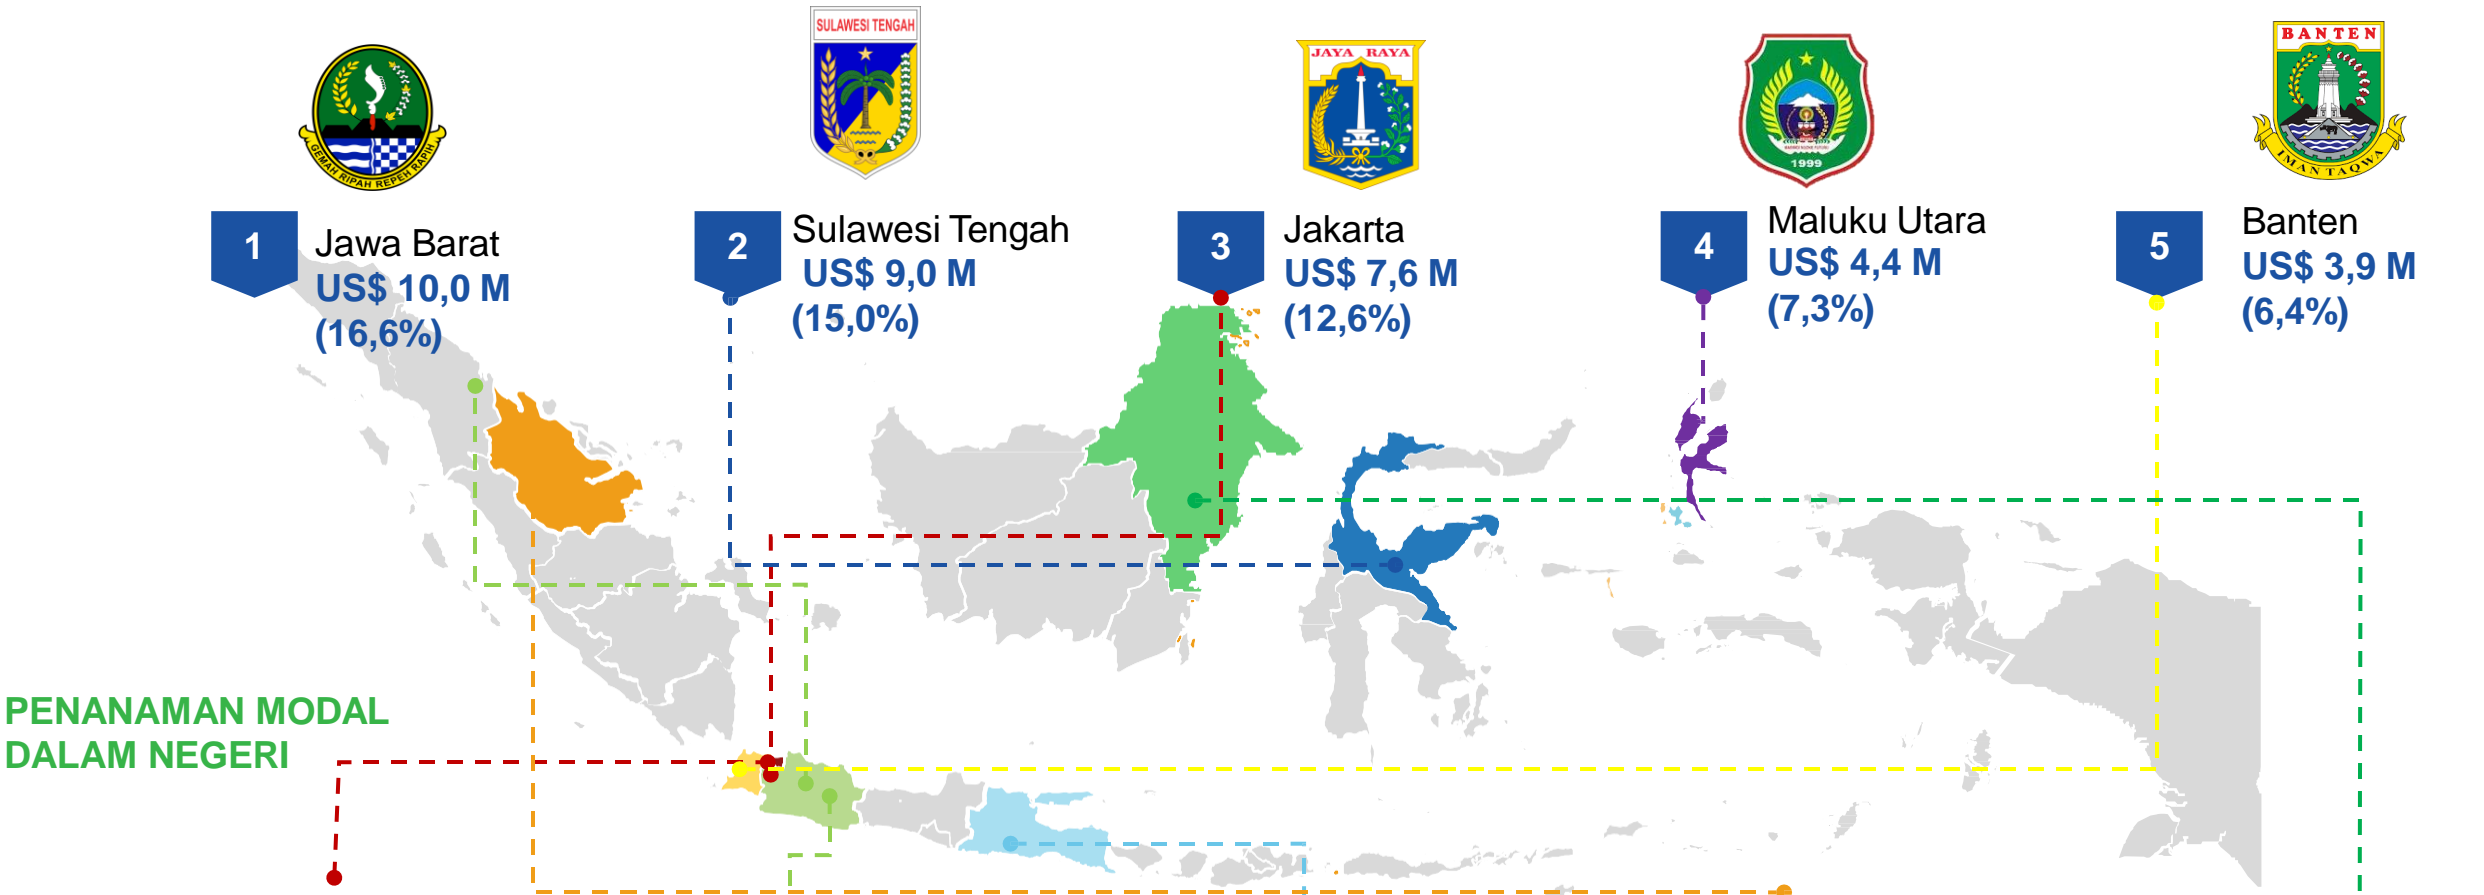 SULAWESI TENGAH
JAYA RAYA
BANTEN
GEMAH RIPAH REPEH RAPIH
1999
IMAN TAQWA
1
Jawa Barat
US$ 10,0 M
(16,6%)
2
Sulawesi Tengah
US$ 9,0 M
(15,0%)
3
Jakarta
US$ 7,6 M
(12,6%)
4
Maluku Utara
US$ 4,4 M
(7,3%)
5
Banten
US$ 3,9 M
(6,4%)
PENANAMAN MODAL
DALAM NEGERI